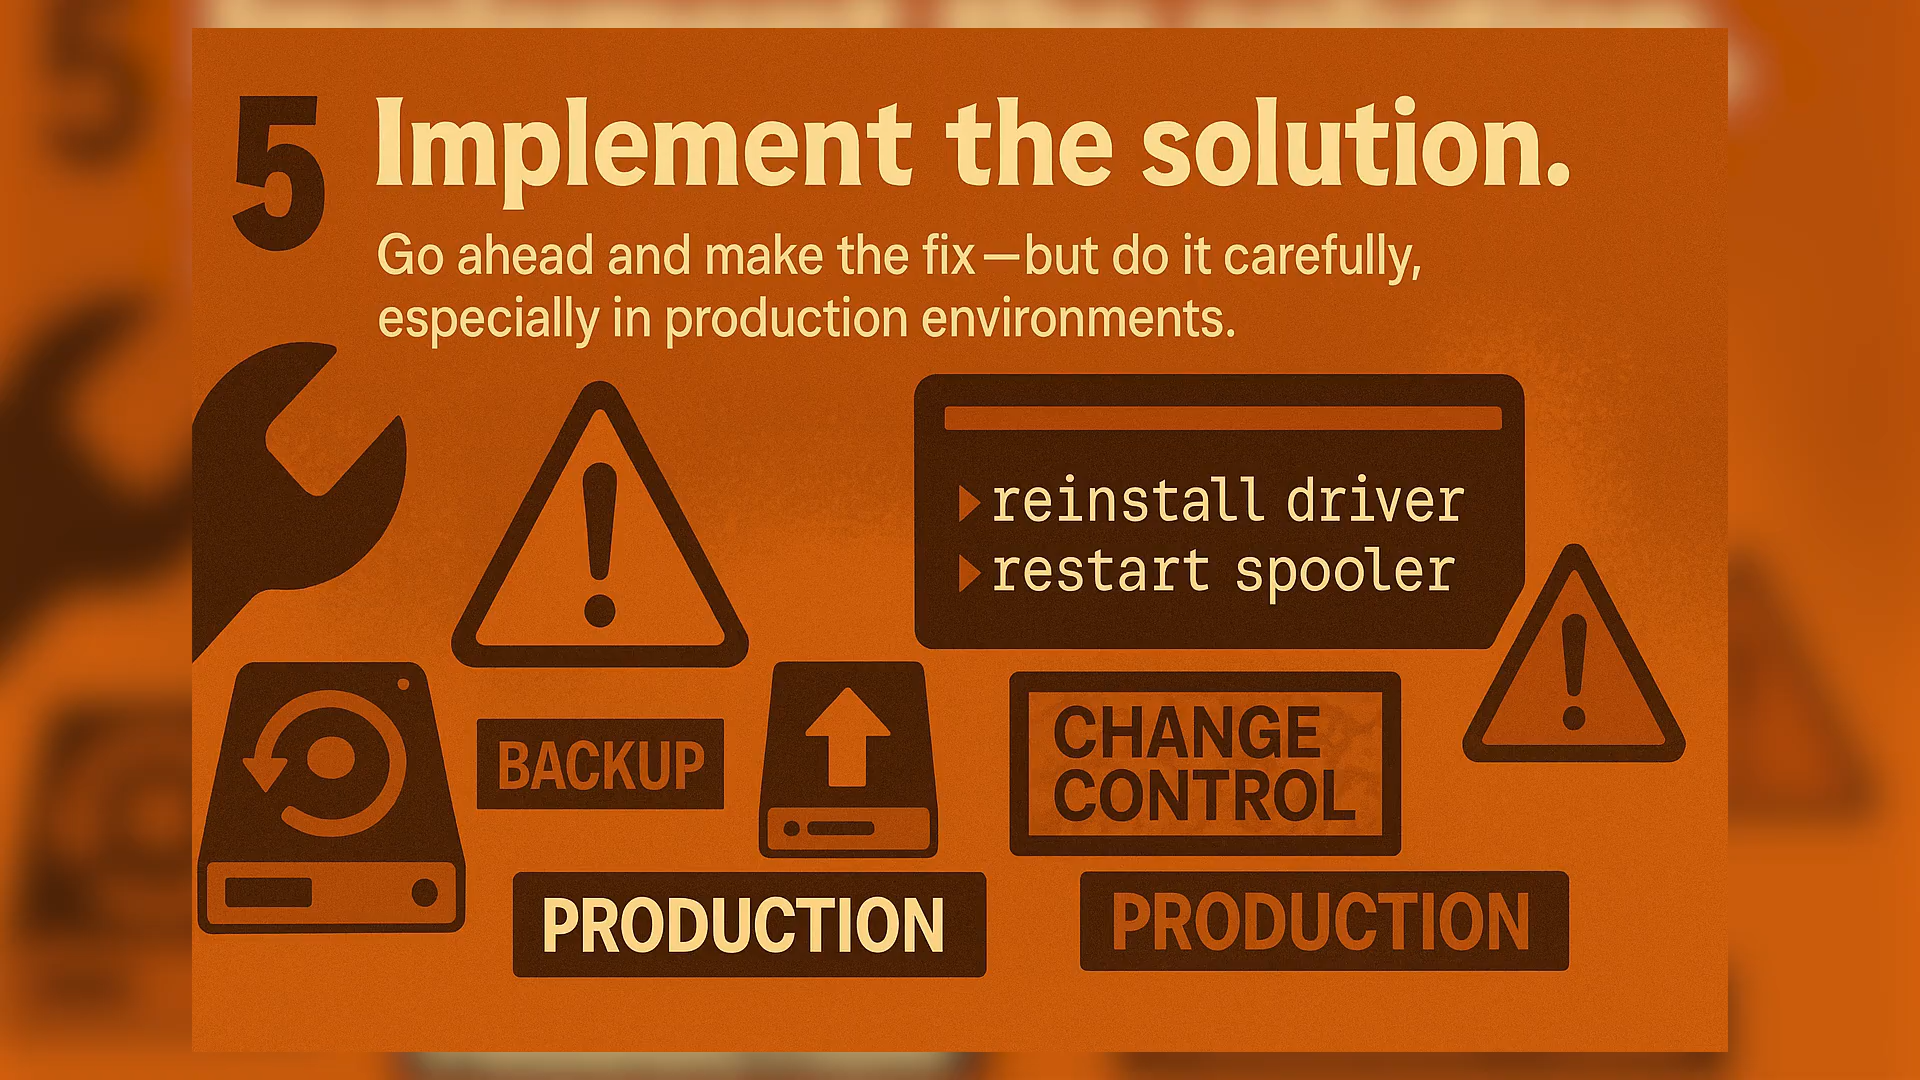 5
Implement the solution.
Go ahead and make the fix—but do it carefully,
especially in production environments.
reinstall driver
restart spooler
BACKUP
CHANGE
CONTROL
PRODUCTION
PRODUCTION